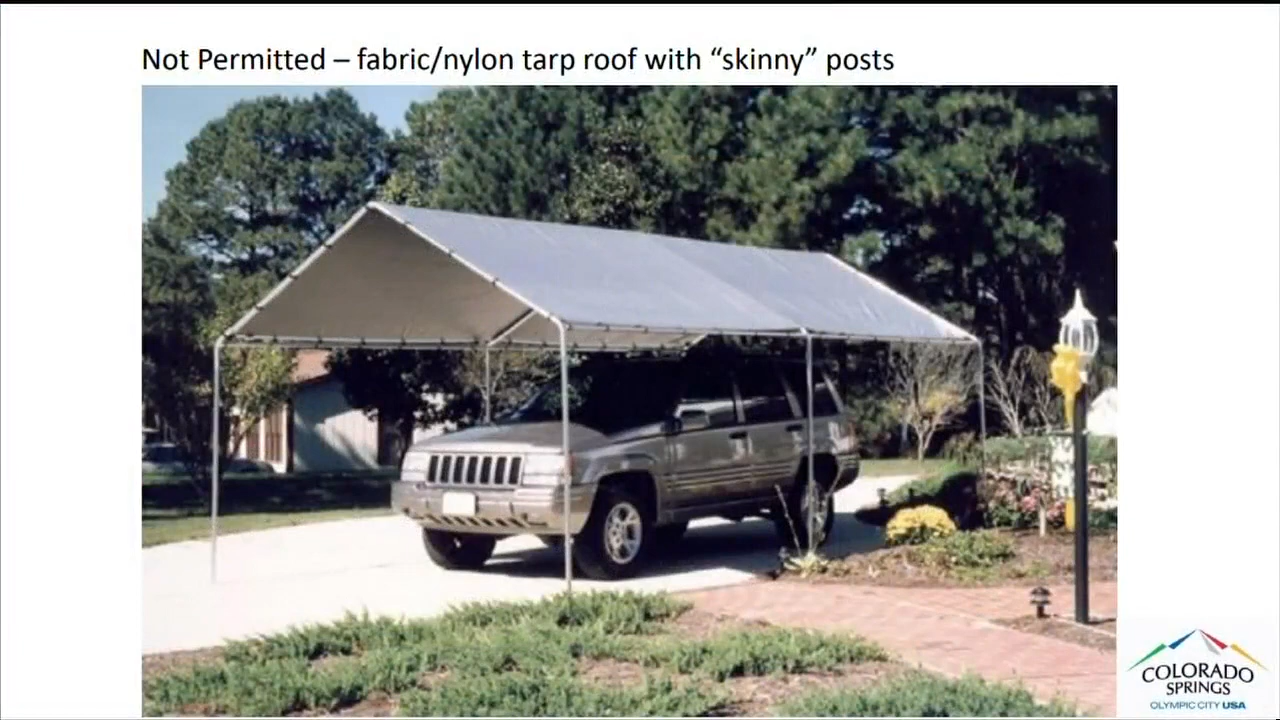 Not Permitted – fabric/nylon tarp roof with “skinny” posts
COLORADO
SPRINGS
OLYMPIC CITY USA